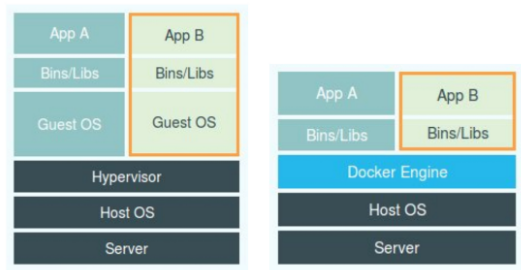 App A App B
Bins/Libs Bins/Libs
Guest OS Guest OS
Hypervisor
Host OS
Server
App A App B
Bins/Libs Bins/Libs
Docker Engine
Host OS
Server